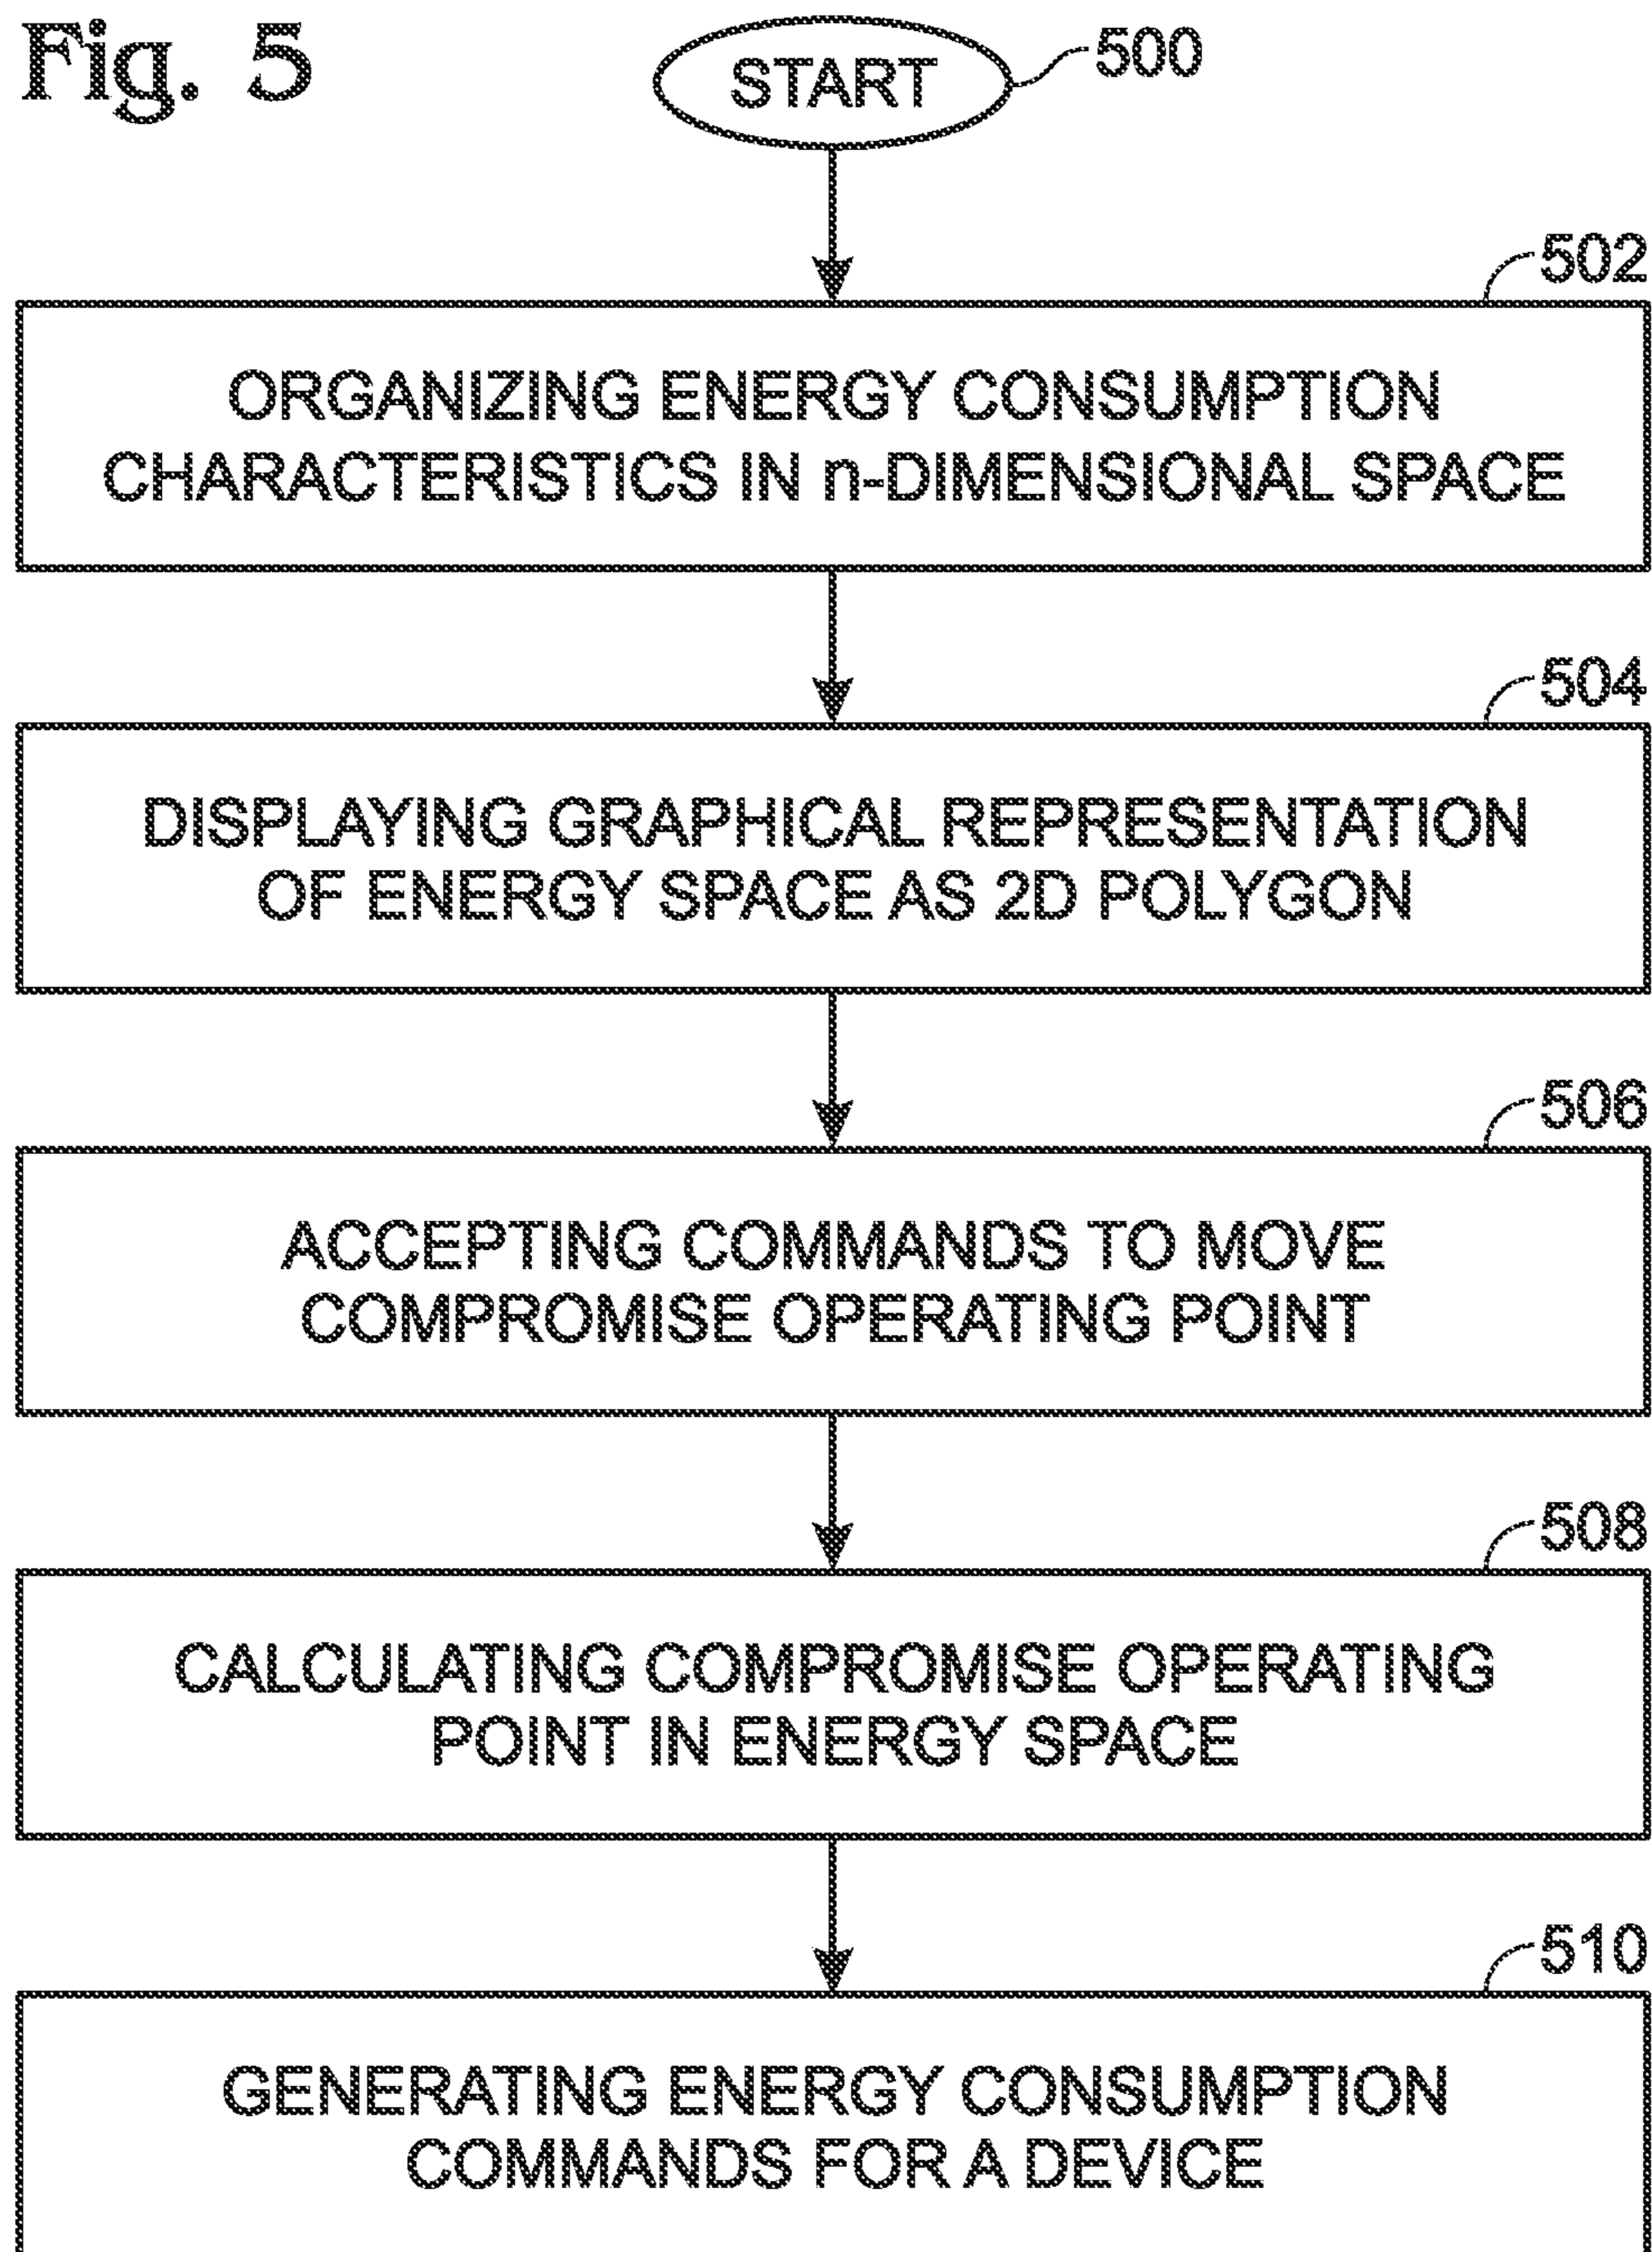 Fig. 5
START
500
502
ORGANIZING ENERGY CONSUMPTION
CHARACTERISTICS IN n-DIMENSIONAL SPACE
504
DISPLAYING GRAPHICAL REPRESENTATION
OF ENERGY SPACE AS 2D POLYGON
506
ACCEPTING COMMANDS TO MOVE
COMPROMISE OPERATING POINT
508
CALCULATING COMPROMISE OPERATING
POINT IN ENERGY SPACE
510
GENERATING ENERGY CONSUMPTION
COMMANDS FOR A DEVICE